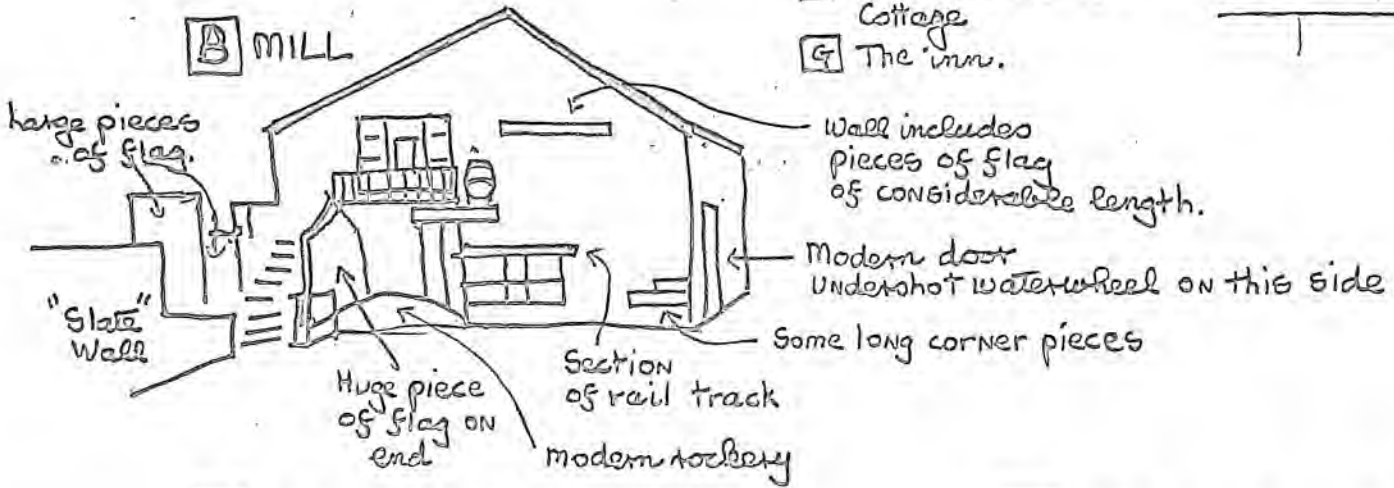 Cottage
G The inn.
B MILL
Large pieces
of flag.
Wall includes
pieces of flag
of considerable length.
Modern door
Undershot waterwheel on this side
Some long corner pieces
"Slate"
Wall
Huge piece
of flag on
end
Section
of rail track
Modern rockery